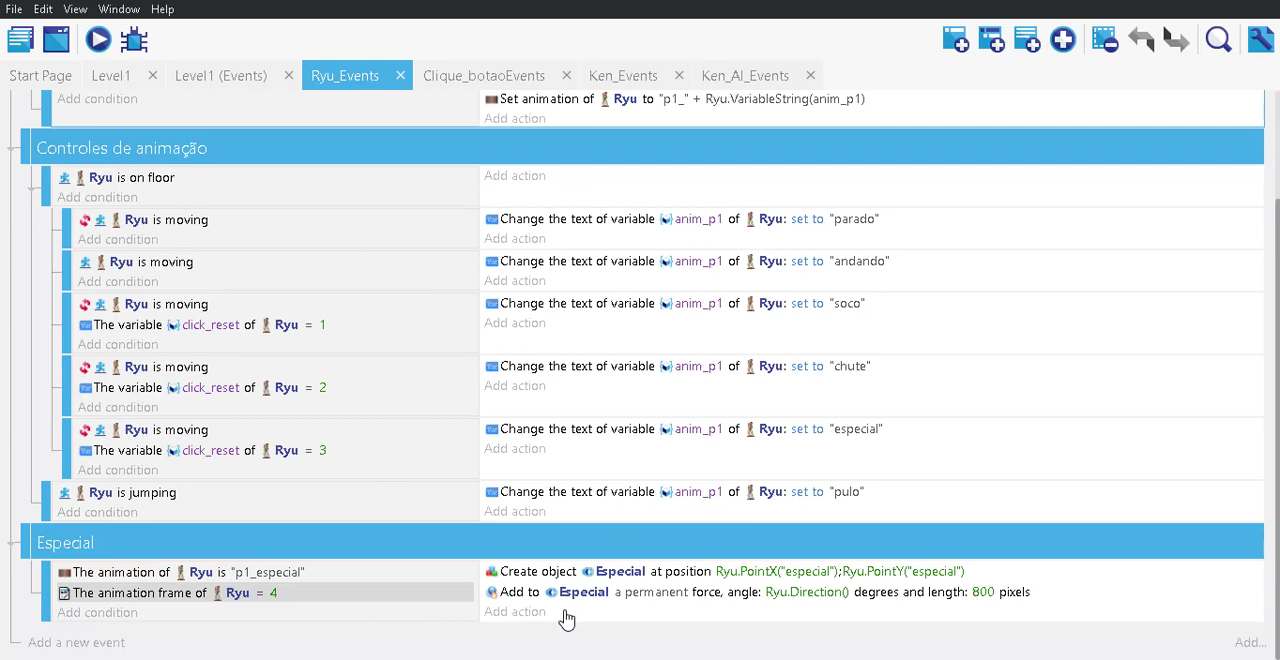 File Edit View Window Help
Start Page Level1 Level1 (Events) Ryu_Events Clique_botaoEvents Ken_Events Ken_AI_Events
Add condition Set animation of Ryu to "p1_" + Ryu.VariableString(anim_p1)
Add action
Controles de animação
Ryu is on floor Add action
Add condition
Ryu is moving Change the text of variable anim_p1 of Ryu: set to "parado"
Add condition Add action
Ryu is moving Change the text of variable anim_p1 of Ryu: set to "andando"
Add condition Add action
Ryu is moving Change the text of variable anim_p1 of Ryu: set to "soco"
The variable click_reset of Ryu = 1 Add action
Add condition
Ryu is moving Change the text of variable anim_p1 of Ryu: set to "chute"
The variable click_reset of Ryu = 2 Add action
Add condition
Ryu is moving Change the text of variable anim_p1 of Ryu: set to "especial"
The variable click_reset of Ryu = 3 Add action
Add condition
Ryu is jumping Change the text of variable anim_p1 of Ryu: set to "pulo"
Add condition Add action
Especial
The animation of Ryu is "p1_especial" Create object Especial at position Ryu.PointX("especial");Ryu.PointY("especial")
The animation frame of Ryu = 4 Add to Especial a permanent force, angle: Ryu.Direction() degrees and length: 800 pixels
Add condition Add action
Add a new event Add...